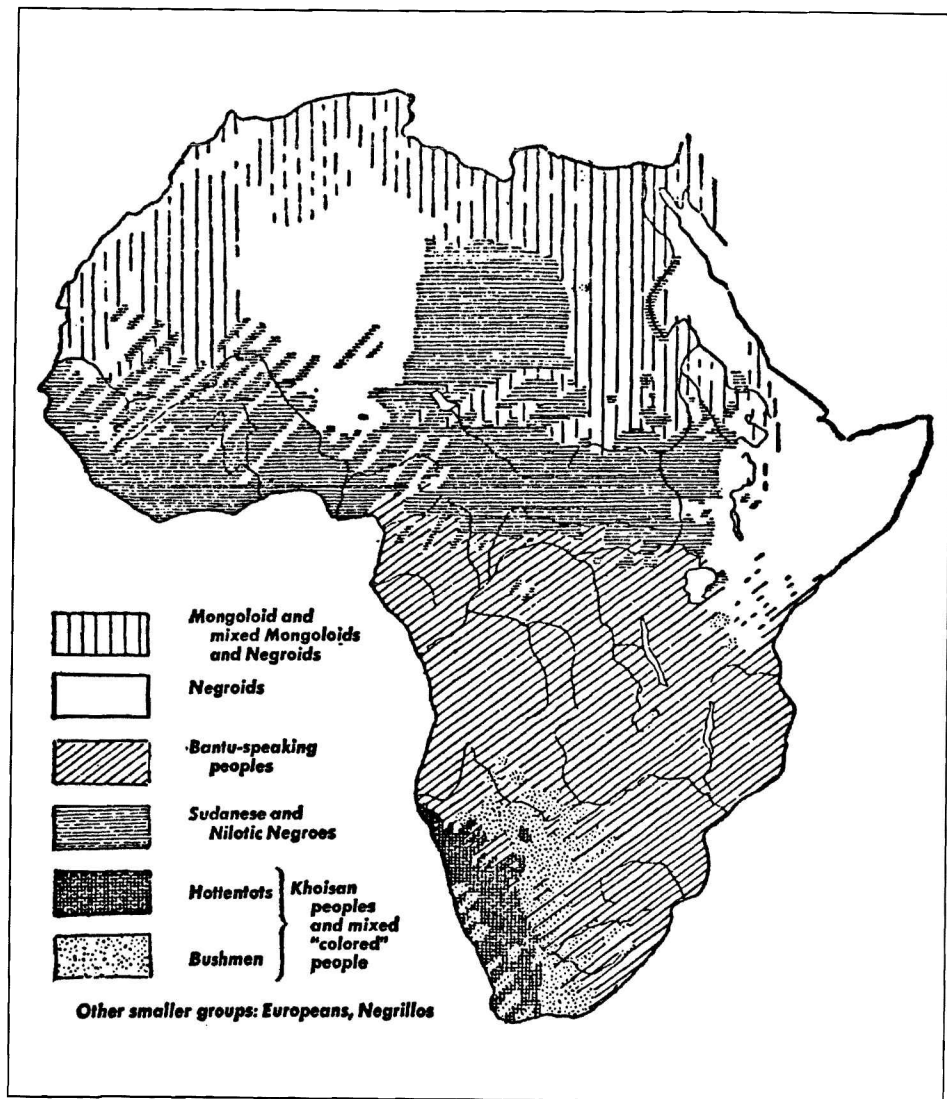 Mongoloid and
mixed Mongoloids
and Negroids
Negroids
Bantu-speaking
peoples
Sudanese and
Nilotic Negroes
Hottentots
Bushmen
Khoisan
peoples
and mixed
"colored"
people
Other smaller groups: Europeans, Negrillos